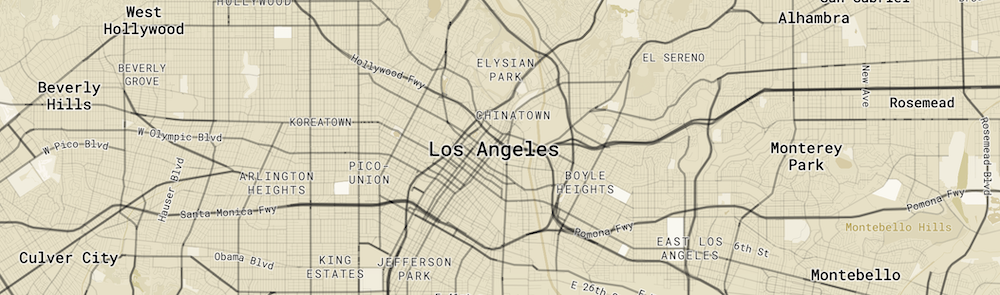 HOLLYWOOD
San Gabriel
West
Hollywood
Alhambra
Hollywood Fwy
ELYSIAN
PARK
EL SERENO
BEVERLY
GROVE
New Ave
Beverly
Hills
Rosemead
CHINATOWN
KOREATOWN
W Olympic Blvd
W Pico Blvd
Los Angeles
Monterey
Park
Rosemead Blvd
PICO-
UNION
ARLINGTON
HEIGHTS
BOYLE
HEIGHTS
Hauser Blvd
Santa Monica Fwy
Pomona Fwy
Pomona Fwy
Montebello Hills
EAST LOS
ANGELES
6th St
Culver City
Obama Blvd
KING
ESTATES
JEFFERSON
PARK
Montebello
E 26th